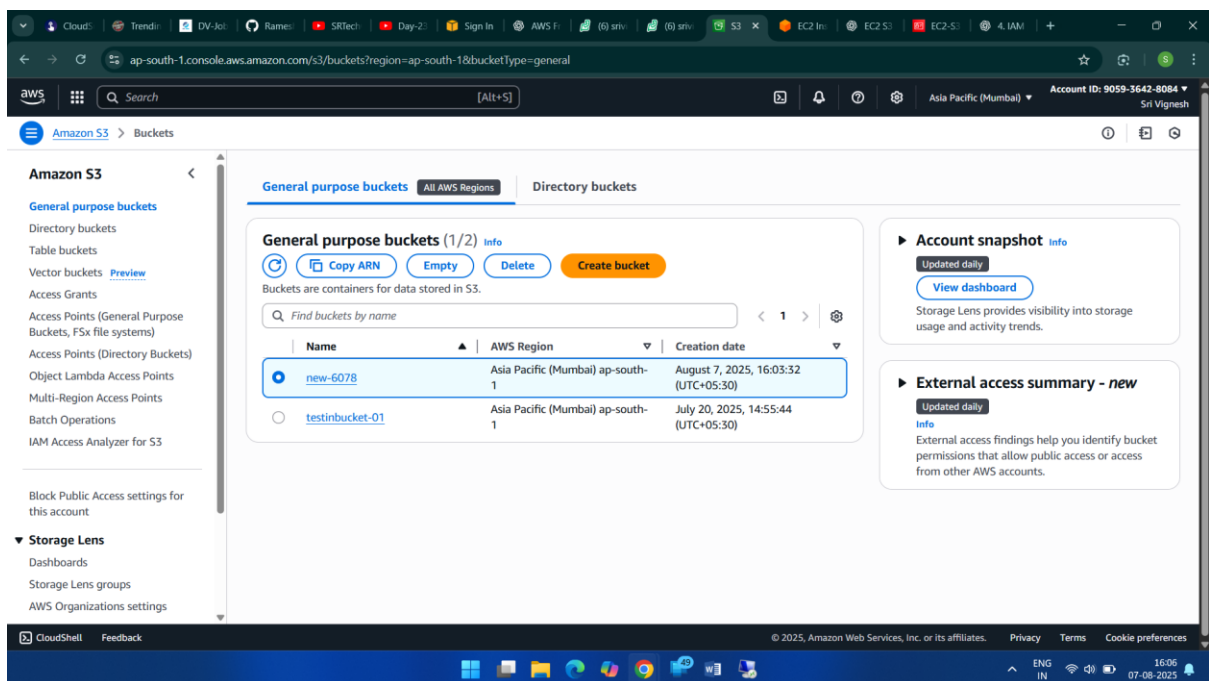 CloudS
Trendin
DV-Job
Rames
SRTech
Day-23
Sign In
AWS F
(6) sriv
(6) sriv
S3
EC2 In
EC2 S3
EC2-S3
4. IAM
ap-south-1.console.aws.amazon.com/s3/buckets?region=ap-south-1&bucketType=general
S
aws
Search
[Alt+S]
Asia Pacific (Mumbai)
Account ID: 9059-3642-8084
Sri Vignesh
Amazon S3 > Buckets
Amazon S3
General purpose buckets
Directory buckets
Table buckets
Vector buckets Preview
Access Grants
Access Points (General Purpose
Buckets, FSx file systems)
Access Points (Directory Buckets)
Object Lambda Access Points
Multi-Region Access Points
Batch Operations
IAM Access Analyzer for S3
Block Public Access settings for
this account
Storage Lens
Dashboards
Storage Lens groups
AWS Organizations settings
General purpose buckets All AWS Regions
Directory buckets
General purpose buckets (1/2) Info
Copy ARN
Empty
Delete
Create bucket
Buckets are containers for data stored in S3.
Find buckets by name
1
Name
AWS Region
Creation date
new-6078
Asia Pacific (Mumbai) ap-south-
1
August 7, 2025, 16:03:32
(UTC+05:30)
testinbucket-01
Asia Pacific (Mumbai) ap-south-
1
July 20, 2025, 14:55:44
(UTC+05:30)
Account snapshot Info
Updated daily
View dashboard
Storage Lens provides visibility into storage
usage and activity trends.
External access summary - new
Updated daily
Info
External access findings help you identify bucket
permissions that allow public access or access
from other AWS accounts.
CloudShell
Feedback
© 2025, Amazon Web Services, Inc. or its affiliates.
Privacy
Terms
Cookie preferences
49
ENG
IN
16:06
07-08-2025